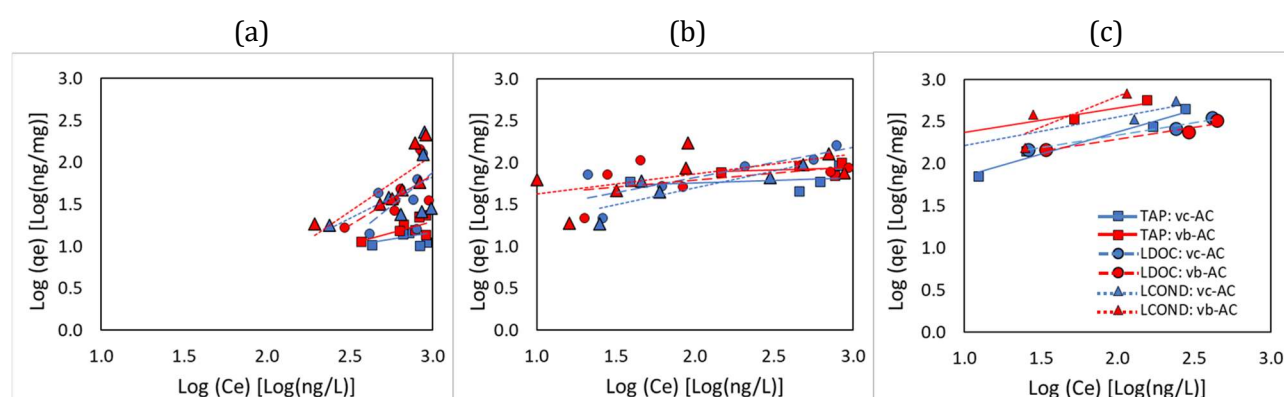 (a)
(b)
(c)
Log (qe) [Log(ng/mg)]
3.0
2.5
2.0
1.5
1.0
0.5
0.0
1.0
1.5
2.0
2.5
3.0
Log (Ce) [Log(ng/L)]
Log (qe) [Log(ng/mg)]
3.0
2.5
2.0
1.5
1.0
0.5
0.0
1.0
1.5
2.0
2.5
3.0
Log (Ce) [Log(ng/L)]
Log (qe) [Log(ng/mg)]
3.0
2.5
2.0
1.5
1.0
0.5
0.0
TAP: vc-AC
TAP: vb-AC
LDOC: vc-AC
LDOC: vb-AC
LCOND: vc-AC
LCOND: vb-AC
1.0
1.5
2.0
2.5
3.0
Log (Ce) [Log(ng/L)]